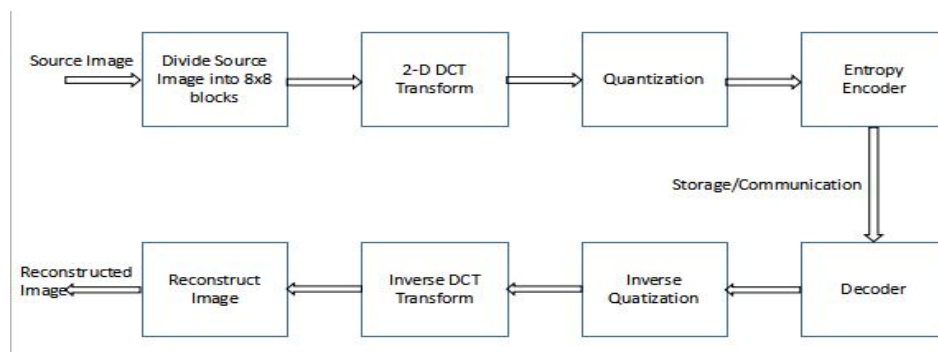 Source Image
Divide Source
Image into 8x8
blocks
2-D DCT
Transform
Quantization
Entropy
Encoder
Storage/Communication
Reconstructed
Image
Reconstruct
Image
Inverse DCT
Transform
Inverse
Quatization
Decoder